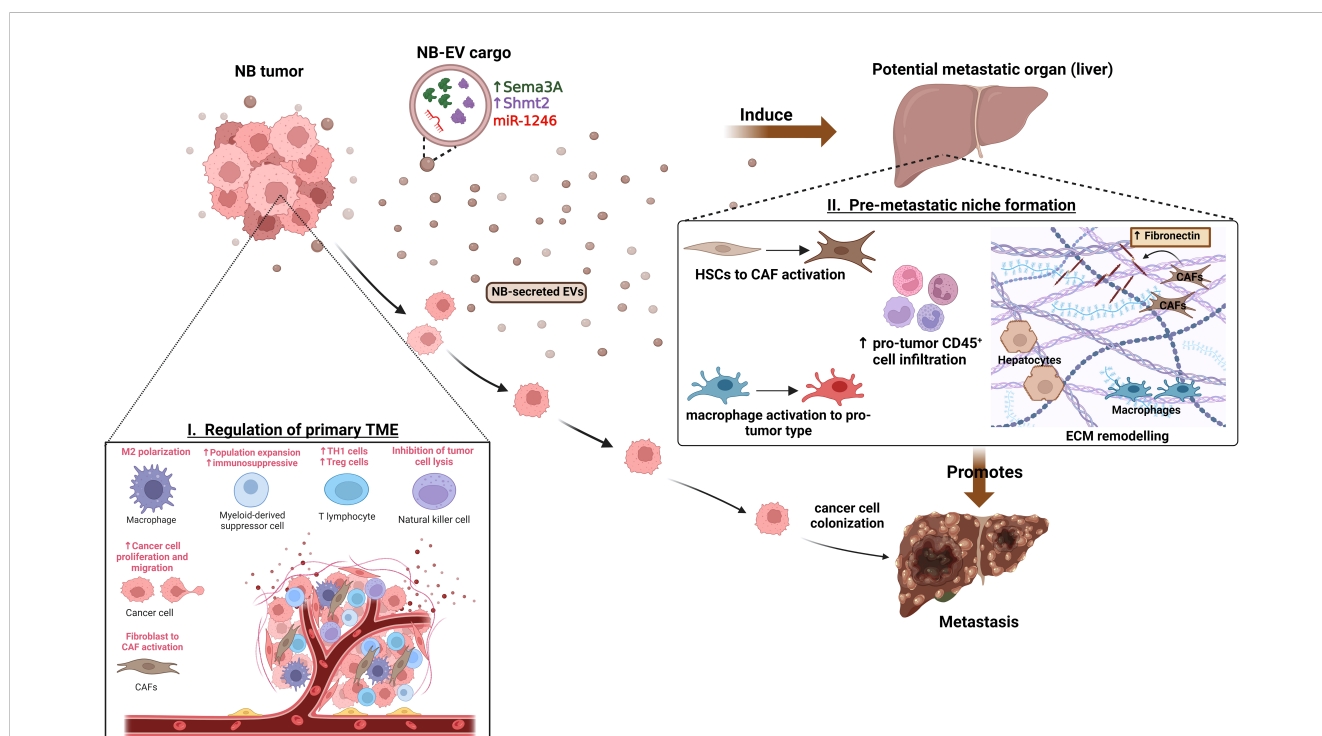 NB tumor
NB-EV cargo
↑Sema3A
↑Shmt2
miR-1246
Induce
Potential metastatic organ (liver)
NB-secreted EVs
II. Pre-metastatic niche formation
HSCs to CAF activation
↑ pro-tumor CD45⁺
cell infiltration
macrophage activation to pro-
tumor type
↑ Fibronectin
CAFs
CAFs
Hepatocytes
Macrophages
ECM remodelling
I. Regulation of primary TME
M2 polarization
Macrophage
↑Population expansion
↑immunosuppressive
Myeloid-derived
suppressor cell
↑TH1 cells
↑Treg cells
T lymphocyte
Inhibition of tumor
cell lysis
Natural killer cell
↑Cancer cell
proliferation and
migration
Cancer cell
Fibroblast to
CAF activation
CAFs
Promotes
cancer cell
colonization
Metastasis